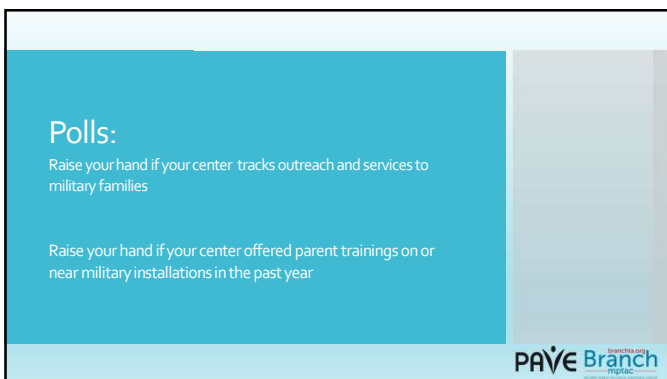 Polls:
Raise your hand if your center tracks outreach and services to
military families
Raise your hand if your center offered parent trainings on or
near military installations in the past year
PAVE Branch
branchta.org
mptac